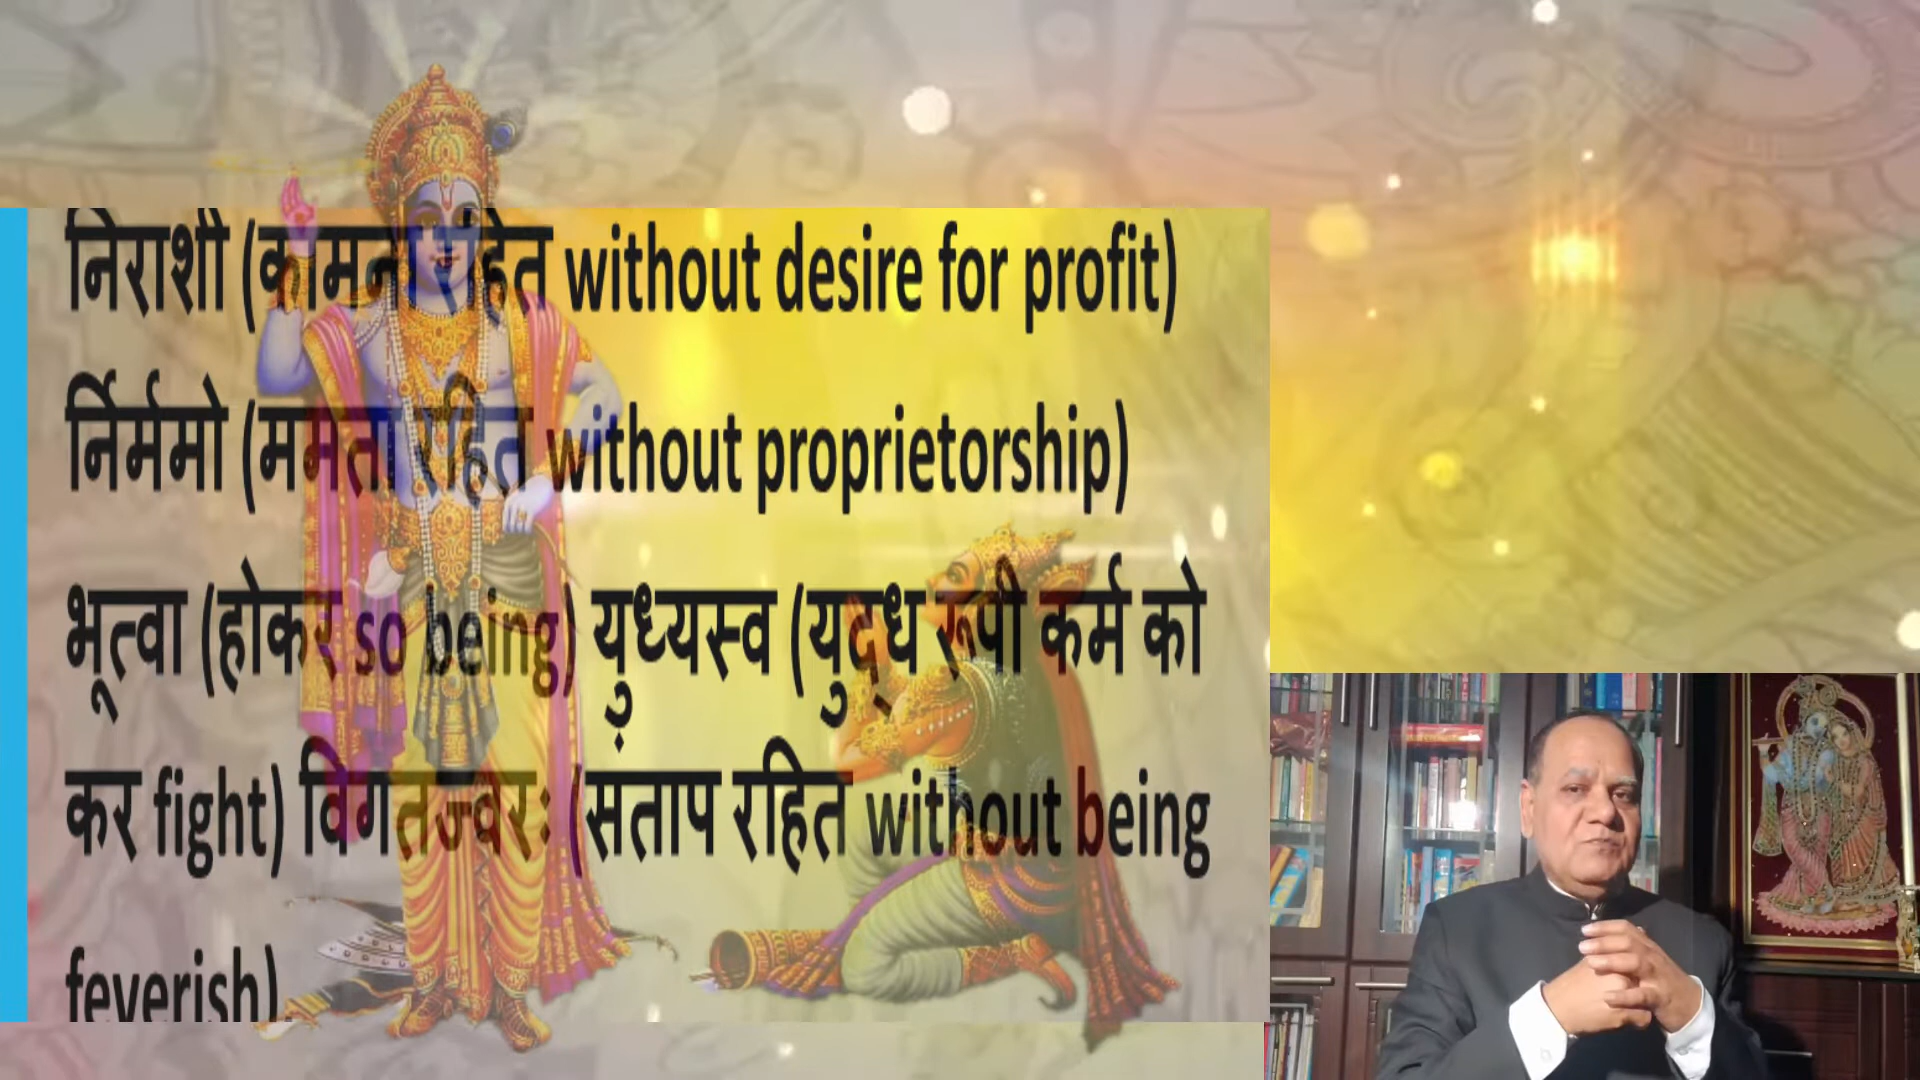 निराशी (कामना रहित without desire for profit)
र्निर्ममो (ममता रहित without proprietorship)
भूत्वा (होकर so being) युध्यस्व (युद्ध रूपी कर्म को
कर fight) विगतज्वरः (संताप रहित without being
feverish).